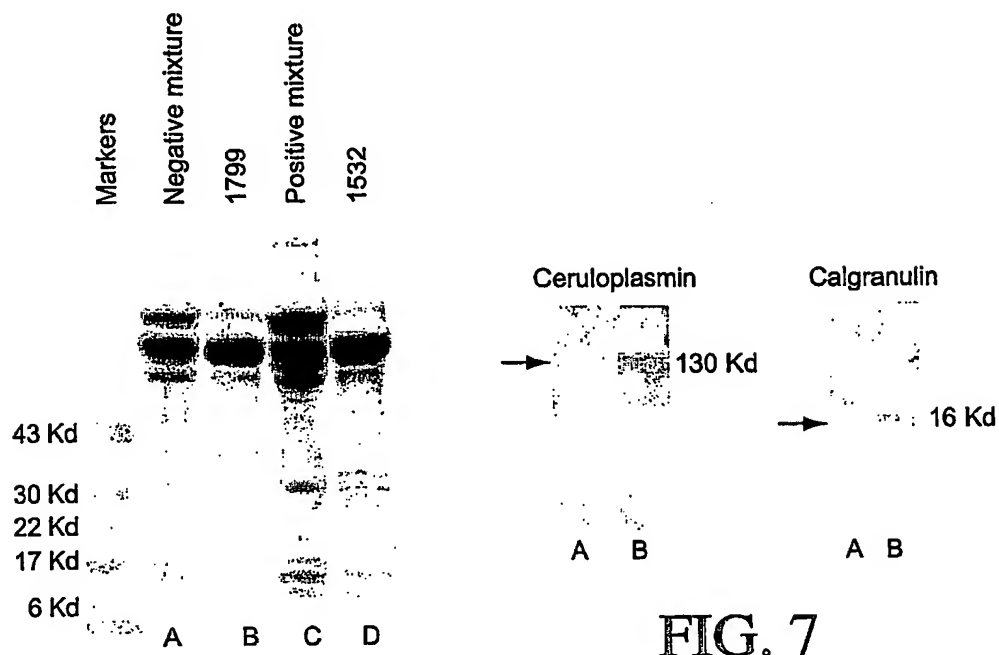 Markers
Negative mixture
1799
Positive mixture
1532
43 Kd
30 Kd
22 Kd
17 Kd
6 Kd
A B C D
Ceruloplasmin
130 Kd
A B
Calgranulin
16 Kd
A B
FIG. 7